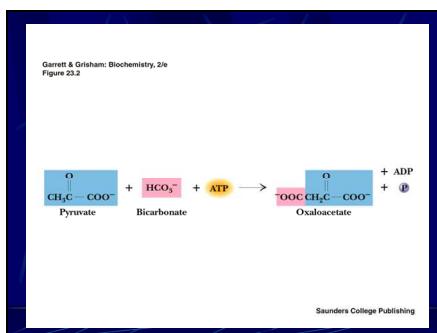 Garrett & Grisham: Biochemistry, 2/e
Figure 23.2
O O
CH₃C — COO⁻ + HCO₃⁻ + ATP ⟶ ⁻OOC CH₂C — COO⁻ + ADP + P
Pyruvate Bicarbonate Oxaloacetate
Saunders College Publishing